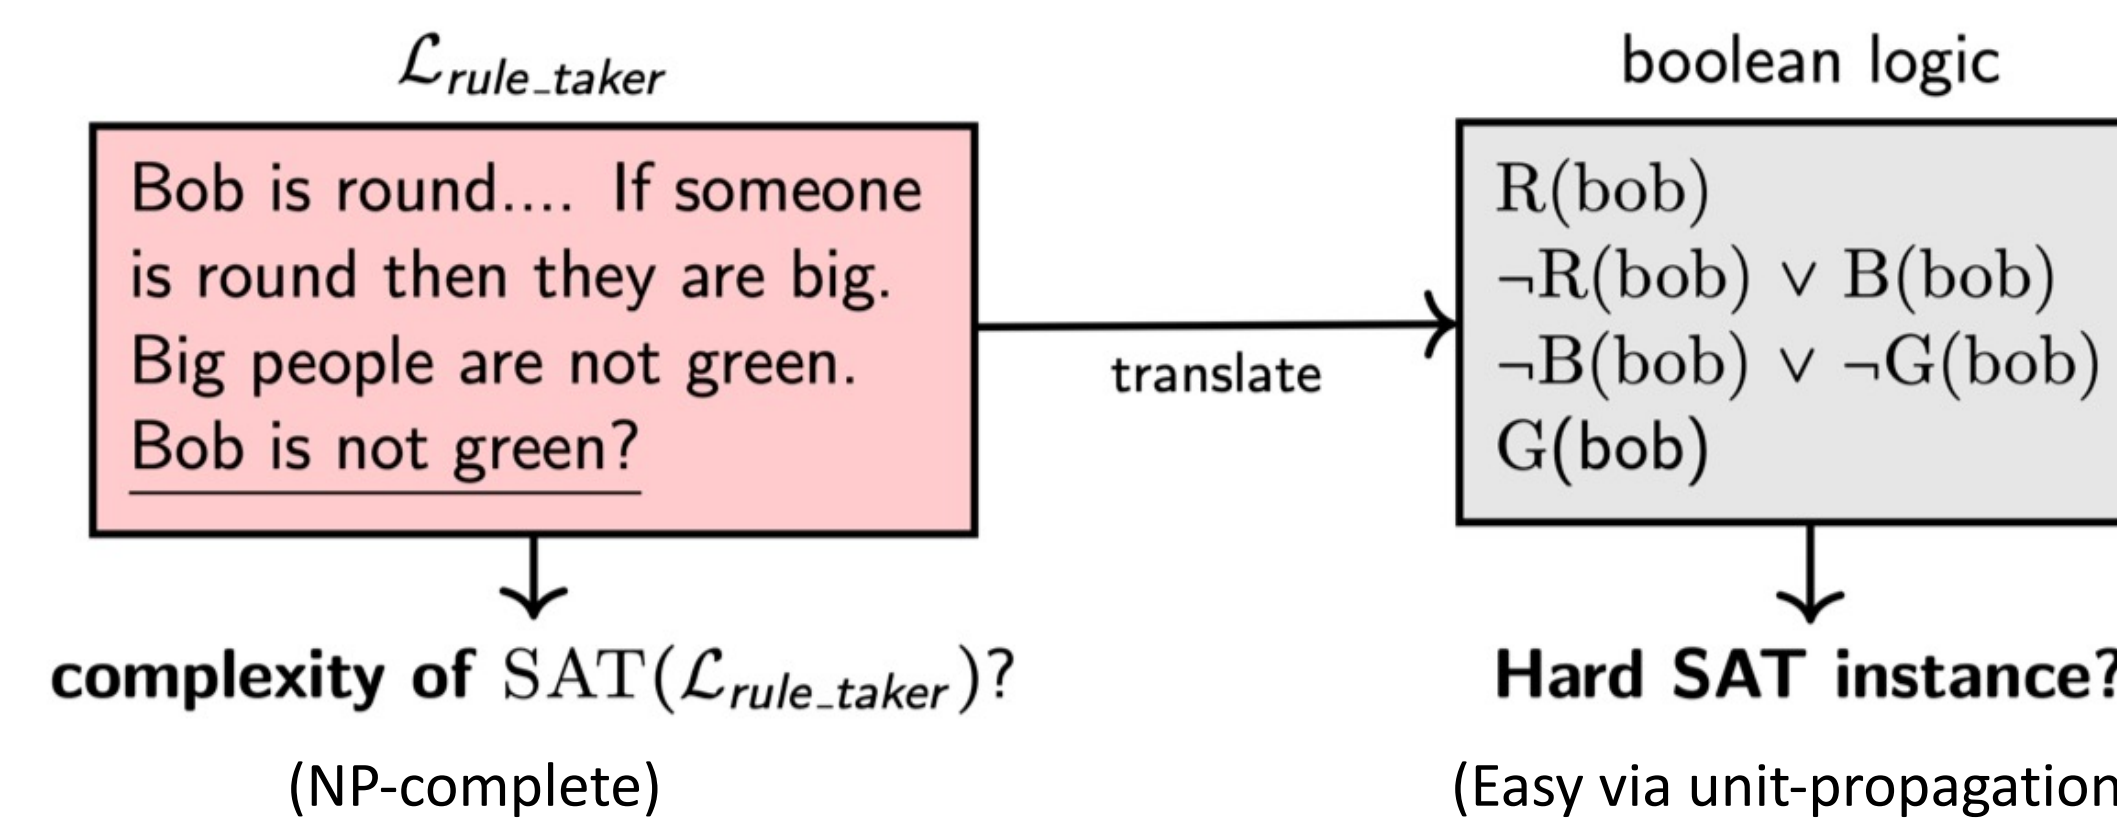 ℒrule_taker
Bob is round.... If someone
is round then they are big.
Big people are not green.
Bob is not green?
complexity of SAT(ℒrule_taker)?
(NP-complete)
translate
boolean logic
R(bob)
¬R(bob) ∨ B(bob)
¬B(bob) ∨ ¬G(bob)
G(bob)
Hard SAT instance?
(Easy via unit-propagation